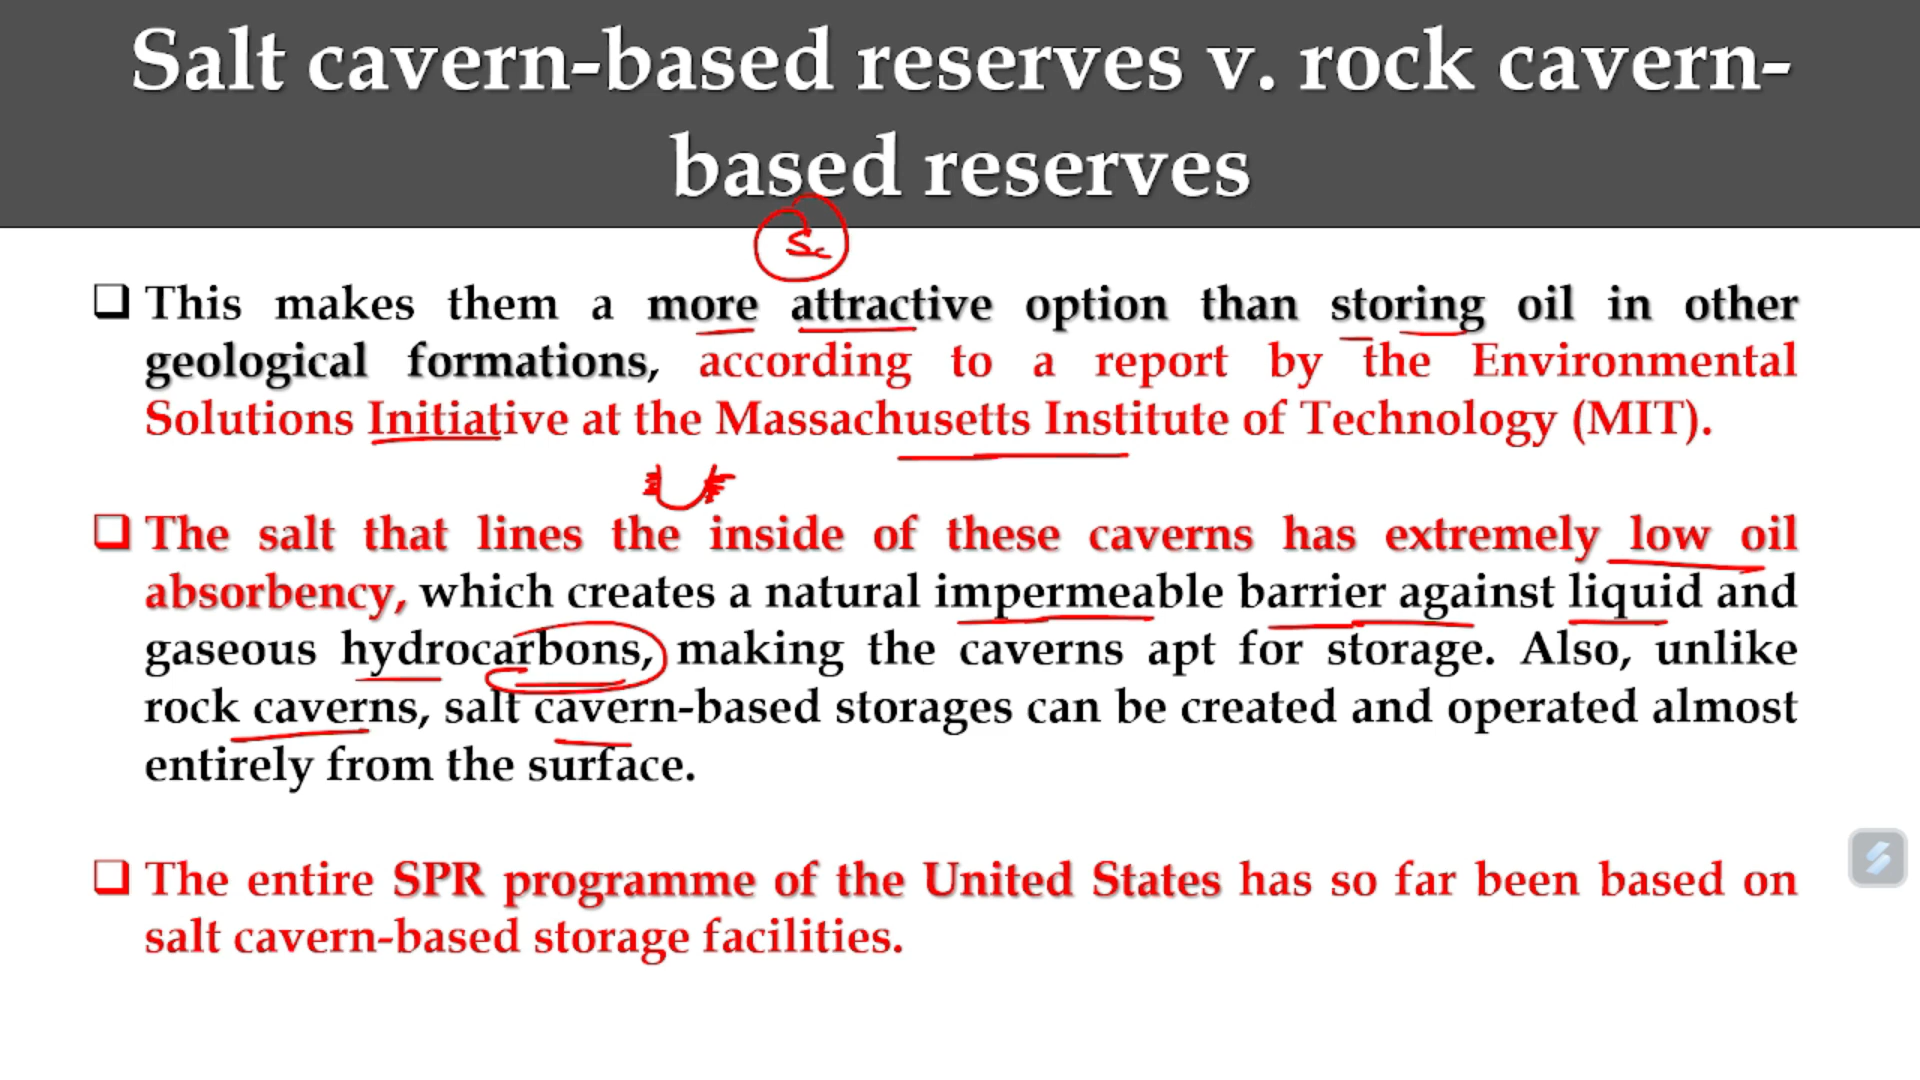 Salt cavern-based reserves v. rock cavern-
based reserves
Sc
This makes them a more attractive option than storing oil in other
geological formations, according to a report by the Environmental
Solutions Initiative at the Massachusetts Institute of Technology (MIT).
The salt that lines the inside of these caverns has extremely low oil
absorbency, which creates a natural impermeable barrier against liquid and
gaseous hydrocarbons, making the caverns apt for storage. Also, unlike
rock caverns, salt cavern-based storages can be created and operated almost
entirely from the surface.
The entire SPR programme of the United States has so far been based on
salt cavern-based storage facilities.